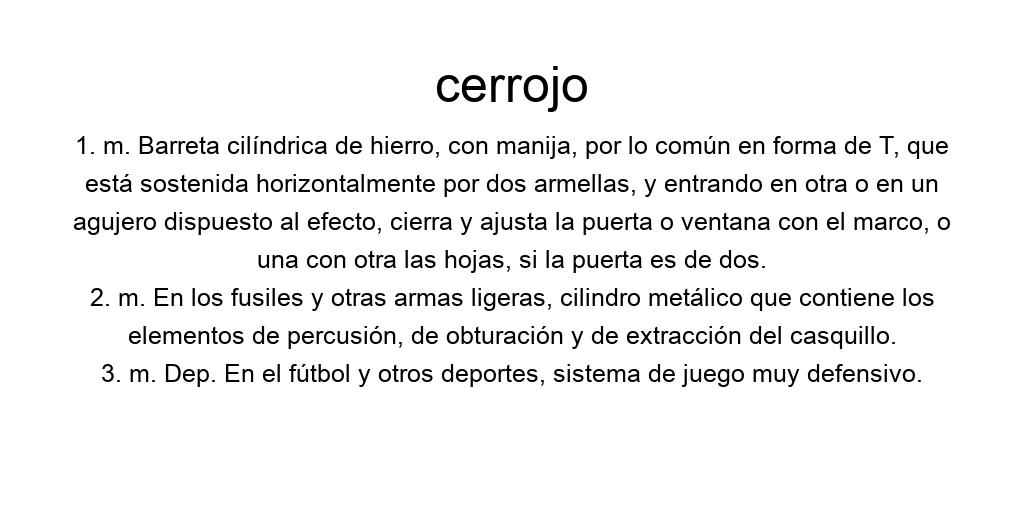 cerrojo
1. m. Barreta cilíndrica de hierro, con manija, por lo común en forma de T, que
está sostenida horizontalmente por dos armellas, y entrando en otra o en un
agujero dispuesto al efecto, cierra y ajusta la puerta o ventana con el marco, o
una con otra las hojas, si la puerta es de dos.
2. m. En los fusiles y otras armas ligeras, cilindro metálico que contiene los
elementos de percusión, de obturación y de extracción del casquillo.
3. m. Dep. En el fútbol y otros deportes, sistema de juego muy defensivo.